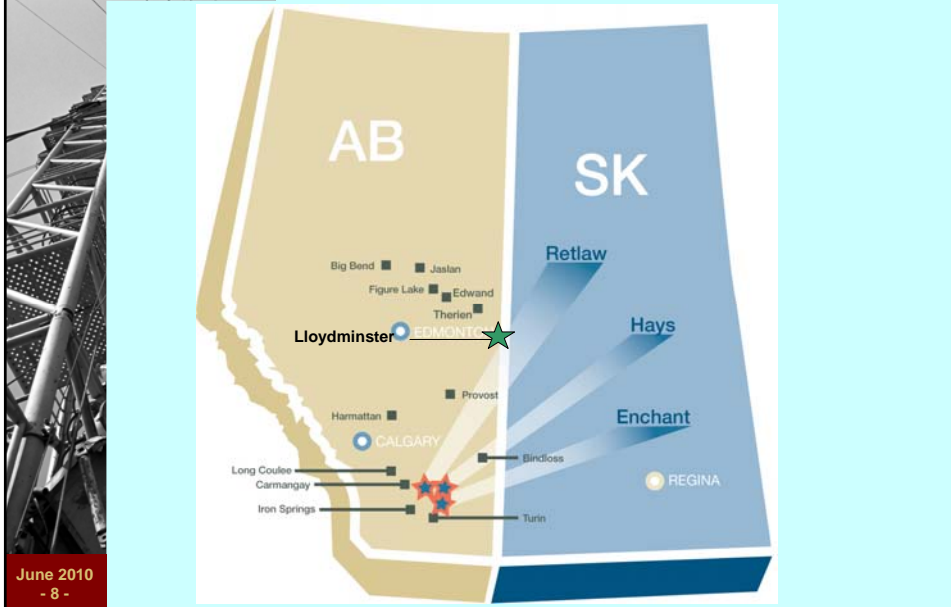 AB
SK
Retlaw
Big Bend
Jaslan
Figure Lake
Edwand
Therien
Hays
Lloydminster
EDMONTON
Provost
Harmattan
Enchant
CALGARY
Bindloss
Long Coulee
Carmangay
REGINA
Iron Springs
Turin
June 2010
- 8 -